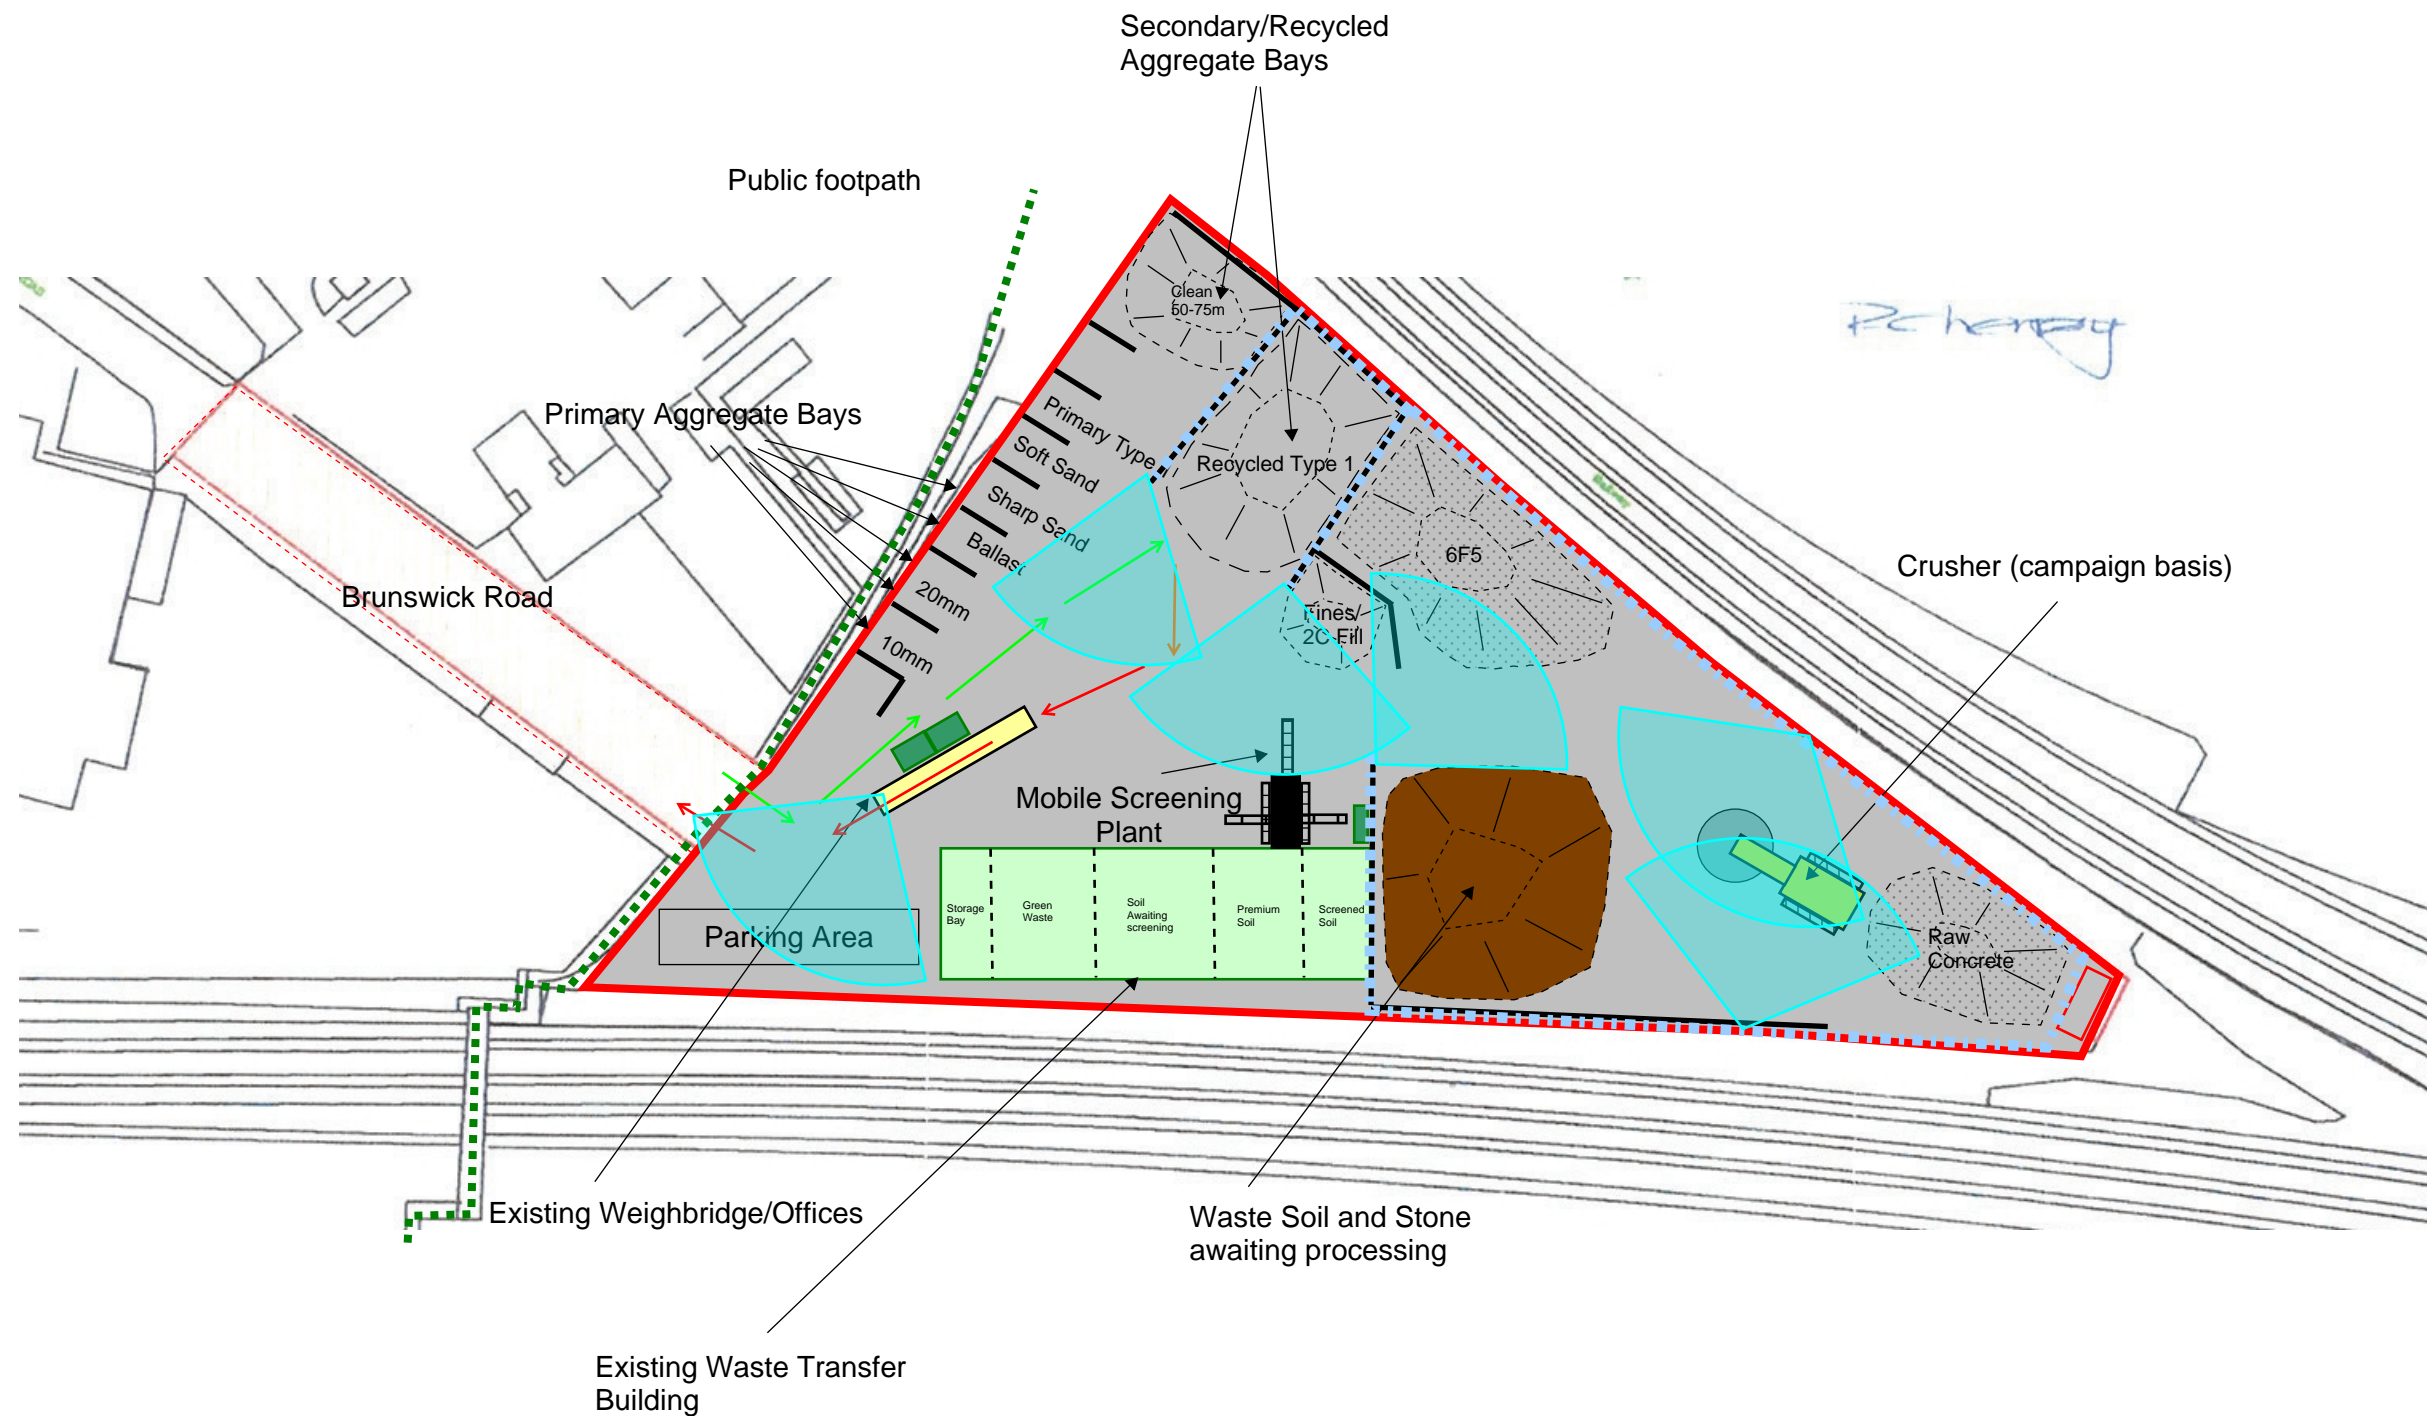 Secondary/Recycled
Aggregate Bays
Public footpath
Clean
50-75m
Primary Aggregate Bays
Primary Type
Soft Sand
Sharp Sand
Ballast
20mm
10mm
Recycled Type 1
6F5
Railway
Fines/
2C Fill
Crusher (campaign basis)
Brunswick Road
Mobile Screening
Plant
Storage
Bay
Green
Waste
Soil
Awaiting
screening
Premium
Soil
Screened
Soil
Parking Area
Raw
Concrete
Existing Weighbridge/Offices
Waste Soil and Stone
awaiting processing
Existing Waste Transfer
Building